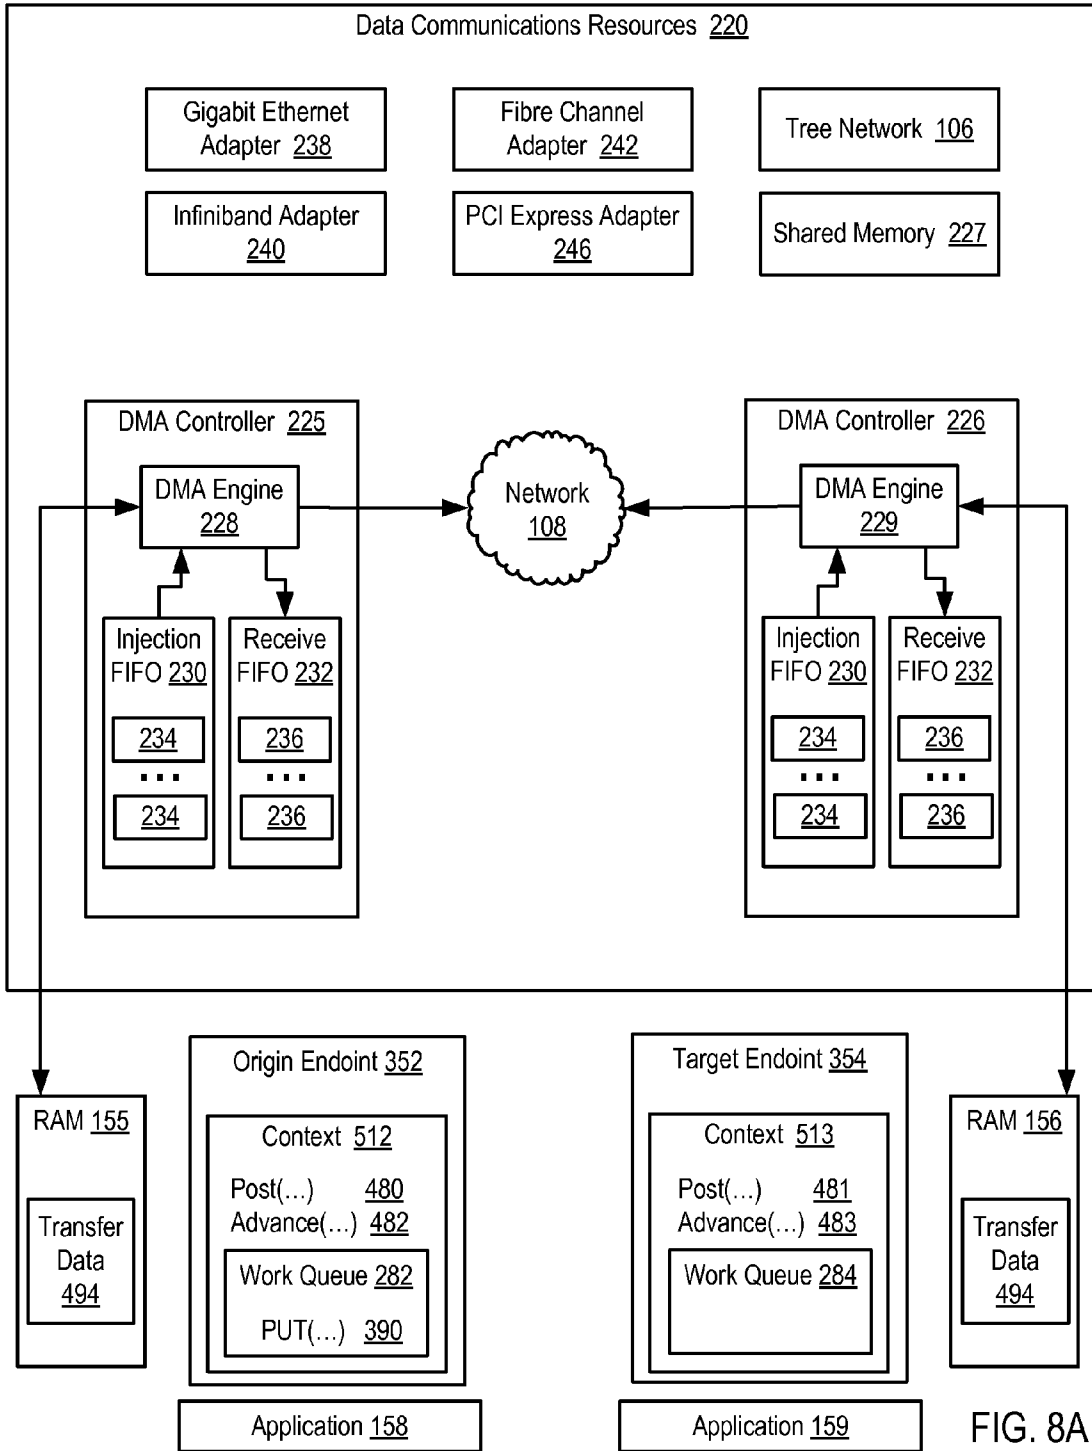 Data Communications Resources 220
Gigabit Ethernet
Adapter 238
Fibre Channel
Adapter 242
Tree Network 106
Infiniband Adapter
240
PCI Express Adapter
246
Shared Memory 227
DMA Controller 225
DMA Engine
228
Injection
FIFO 230
234
...
234
Receive
FIFO 232
236
...
236
Network
108
DMA Controller 226
DMA Engine
229
Injection
FIFO 230
234
...
234
Receive
FIFO 232
236
...
236
RAM 155
Transfer
Data
494
Origin Endoint 352
Context 512
Post(...) 480
Advance(...) 482
Work Queue 282
PUT(...) 390
Application 158
Target Endoint 354
Context 513
Post(...) 481
Advance(...) 483
Work Queue 284
Application 159
RAM 156
Transfer
Data
494
FIG. 8A